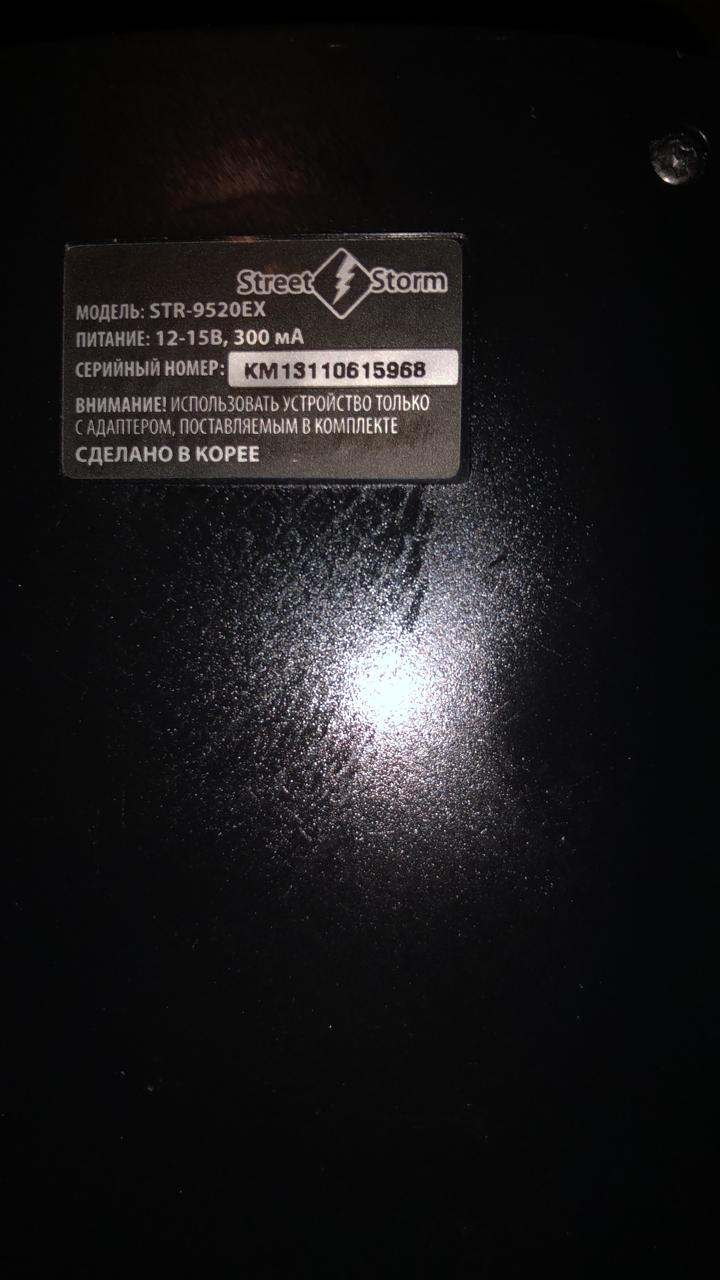 Street Storm
МОДЕЛЬ: STR-9520EX
ПИТАНИЕ: 12-15В, 300 мА
СЕРИЙНЫЙ НОМЕР: KM13110615968
ВНИМАНИЕ! ИСПОЛЬЗОВАТЬ УСТРОЙСТВО ТОЛЬКО
С АДАПТЕРОМ, ПОСТАВЛЯЕМЫМ В КОМПЛЕКТЕ
СДЕЛАНО В КОРЕЕ